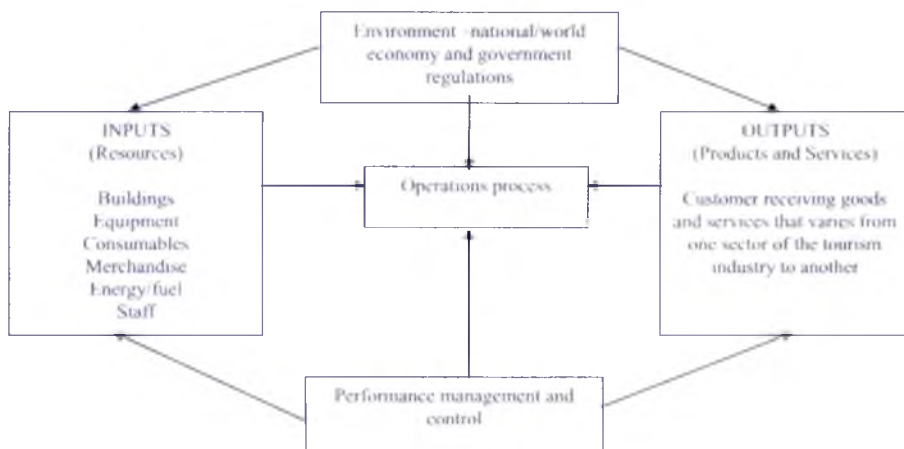 Environment -national/world
economy and government
regulations
INPUTS
(Resources)
Buildings
Equipment
Consumables
Merchandise
Energy/fuel
Staff
Operations process
OUTPUTS
(Products and Services)
Customer receiving goods
and services that varies from
one sector of the tourism
industry to another
Performance management and
control